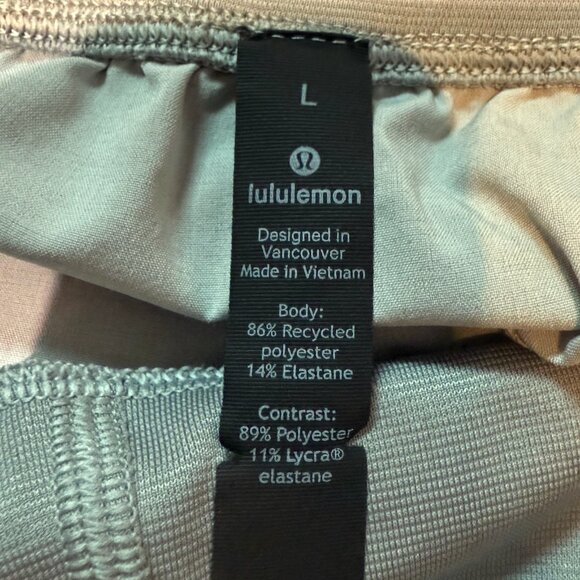 L
lululemon
Designed in
Vancouver
Made in Vietnam
Body:
86% Recycled
polyester
14% Elastane
Contrast:
89% Polyester
11% Lycra®
elastane